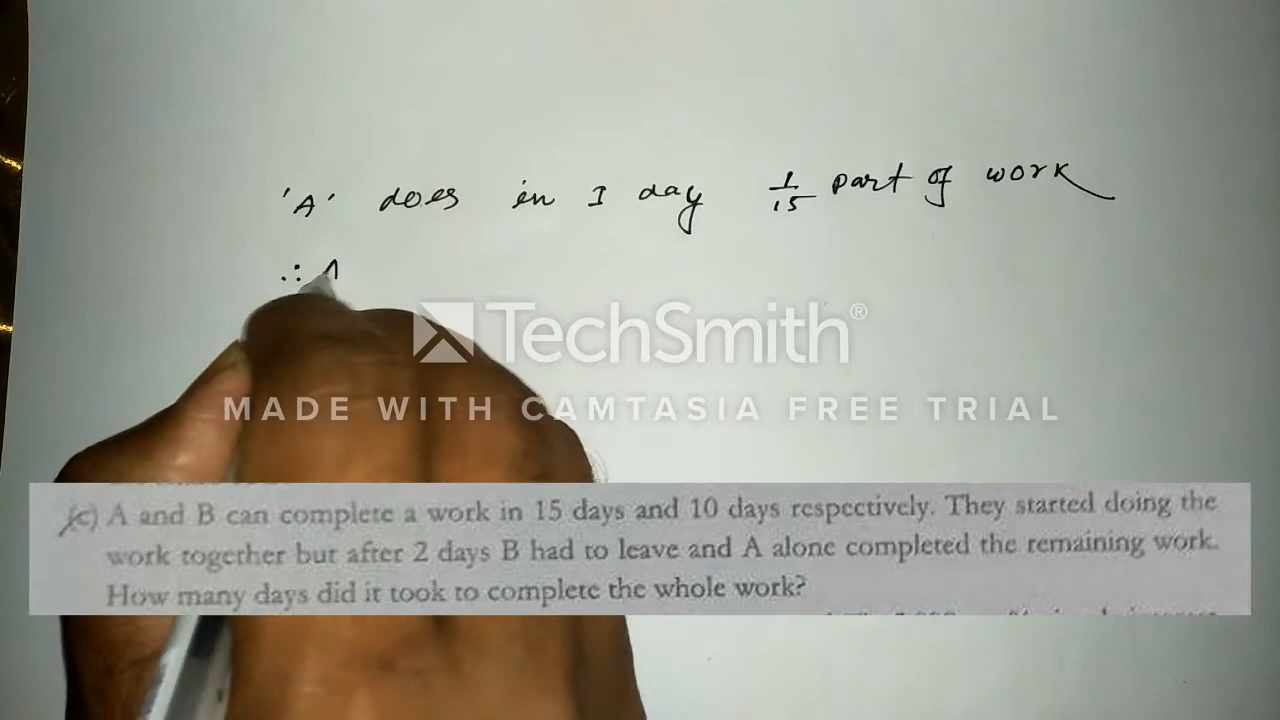 'A' does in 1 day 1/15 part of work
∴ A
TechSmith®
MADE WITH CAMTASIA FREE TRIAL
(c) A and B can complete a work in 15 days and 10 days respectively. They started doing the
work together but after 2 days B had to leave and A alone completed the remaining work.
How many days did it took to complete the whole work?